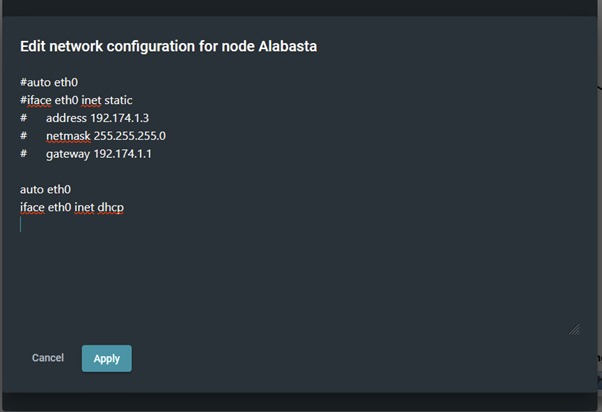 Edit network configuration for node Alabasta
#auto eth0
#iface eth0 inet static
#	address 192.174.1.3
#	netmask 255.255.255.0
#	gateway 192.174.1.1
auto eth0
iface eth0 inet dhcp
Cancel
Apply